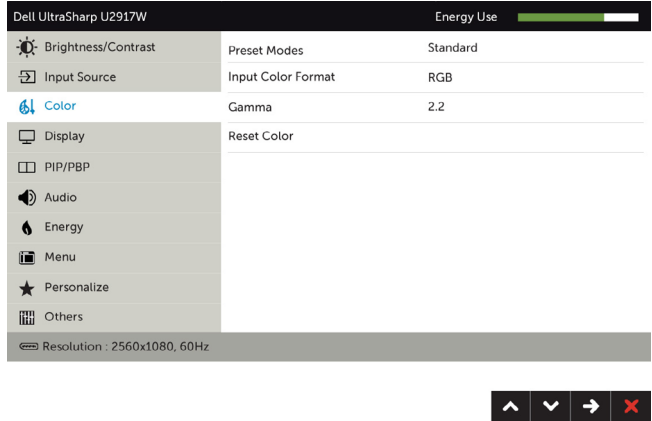 Dell UltraSharp U2917W Energy Use
Brightness/Contrast Preset Modes Standard
Input Source Input Color Format RGB
Color Gamma 2.2
Display Reset Color
PIP/PBP
Audio
Energy
Menu
Personalize
Others
Resolution : 2560x1080, 60Hz